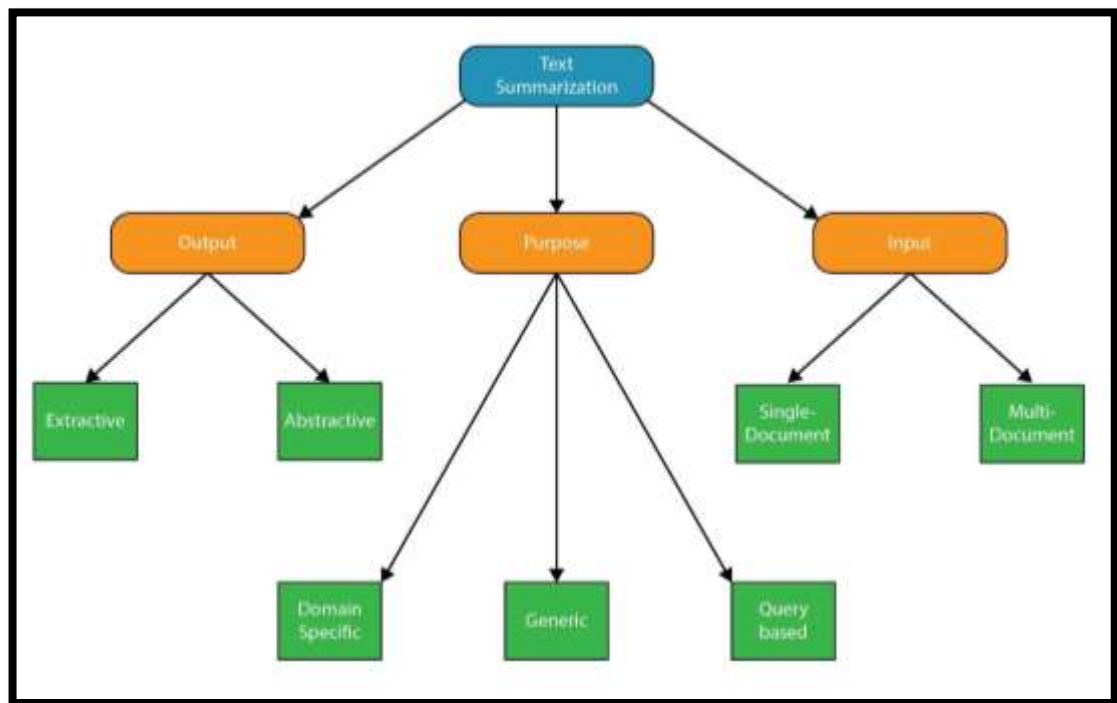 Text
Summarization
Output
Purpose
Input
Extractive
Abstractive
Single-
Document
Multi-
Document
Domain
Specific
Generic
Query
based